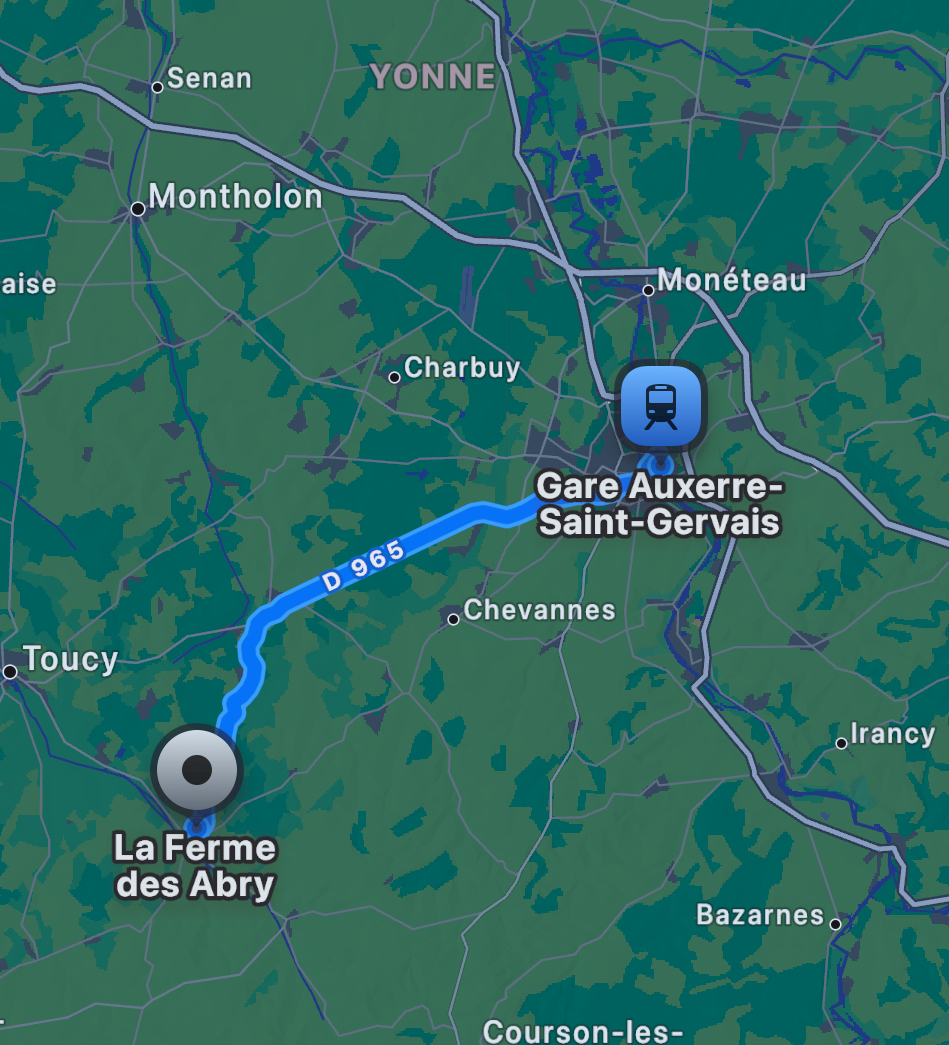 Senan
YONNE
Montholon
aise
Monéteau
Charbuy
Gare Auxerre-
Saint-Gervais
D 965
Chevannes
Toucy
Irancy
La Ferme
des Abry
Bazarnes
Courson-les-